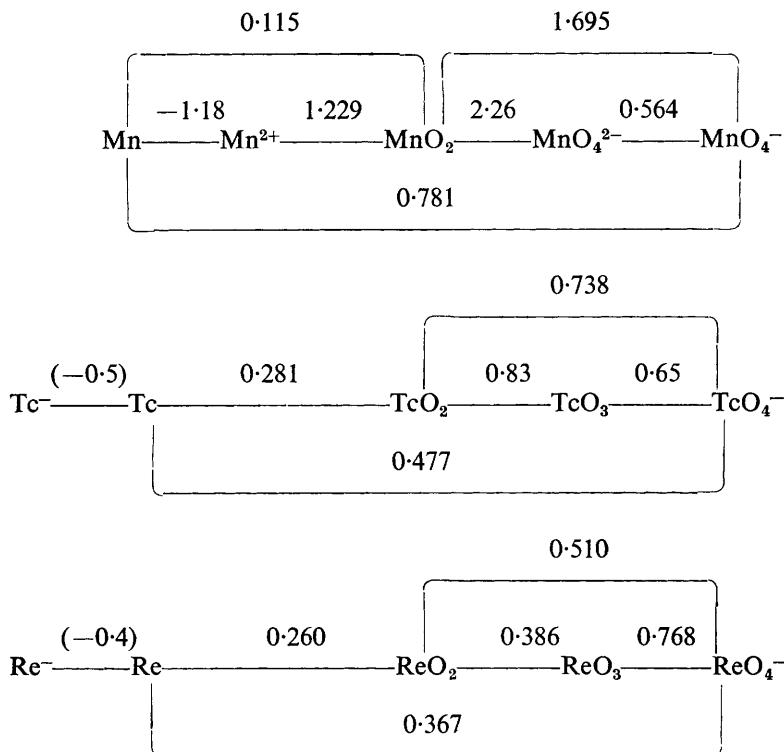 0·115 1·695
−1·18 1·229 2·26 0·564
Mn Mn²⁺ MnO₂ MnO₄²⁻ MnO₄⁻
0·781
0·738
(−0·5) 0·281 0·83 0·65
Tc⁻ Tc TcO₂ TcO₃ TcO₄⁻
0·477
0·510
(−0·4) 0·260 0·386 0·768
Re⁻ Re ReO₂ ReO₃ ReO₄⁻
0·367